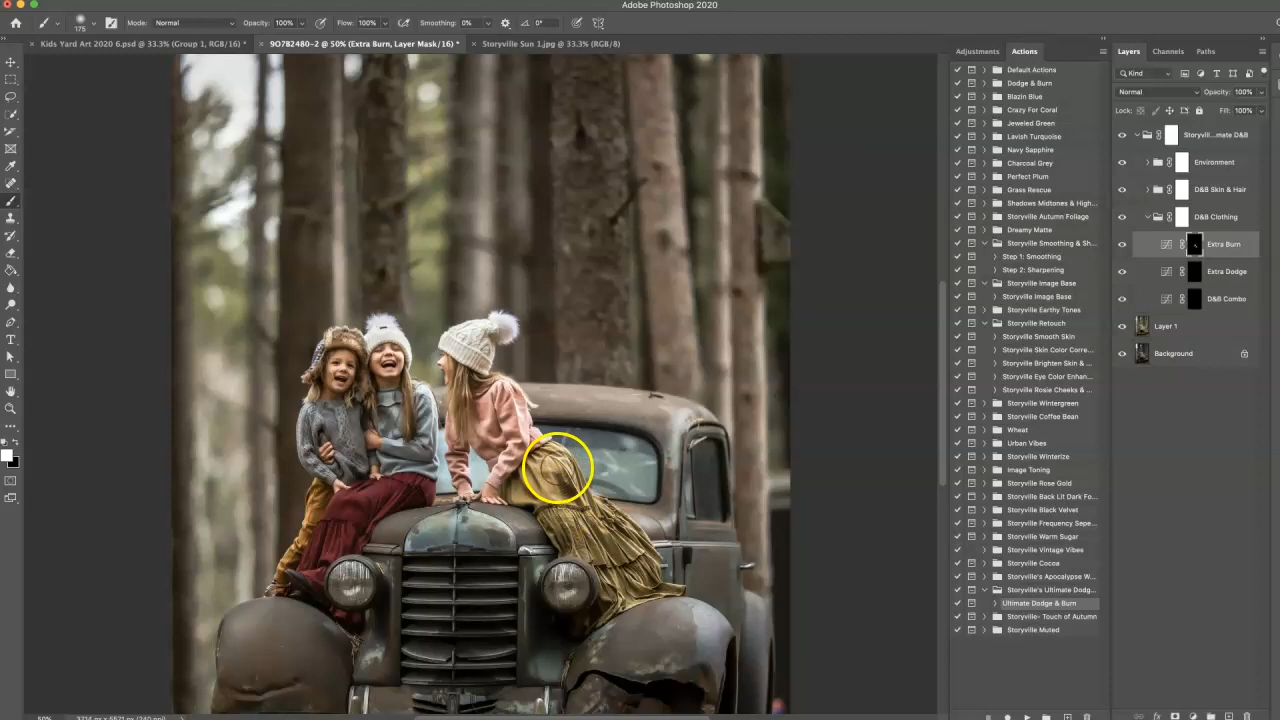 Adobe Photoshop 2020
175
Mode: Normal Opacity: 100% Flow: 100% Smoothing: 0% 0°
Kids Yard Art 2020 6.psd @ 33.3% (Group 1, RGB/16) *
9O7B2480-2 @ 50% (Extra Burn, Layer Mask/16) *
Storyville Sun 1.jpg @ 33.3% (RGB/8)
Adjustments Actions
Default Actions
Dodge & Burn
Blazin Blue
Crazy For Coral
Jeweled Green
Lavish Turquoise
Navy Sapphire
Charcoal Grey
Perfect Plum
Grass Rescue
Shadows Midtones & High...
Storyville Autumn Foliage
Dreamy Matte
Storyville Smoothing & Sh...
Step 1: Smoothing
Step 2: Sharpening
Storyville Image Base
Storyville Image Base
Storyville Earthy Tones
Storyville Retouch
Storyville Smooth Skin
Storyville Skin Color Corre...
Storyville Brighten Skin & ...
Storyville Eye Color Enhan...
Storyville Rosie Cheeks & ...
Storyville Wintergreen
Storyville Coffee Bean
Wheat
Urban Vibes
Storyville Winterize
Image Toning
Storyville Rose Gold
Storyville Back Lit Dark Fo...
Storyville Black Velvet
Storyville Frequency Sepe...
Storyville Warm Sugar
Storyville Vintage Vibes
Storyville Cocoa
Storyville's Apocalypse W...
Storyville's Ultimate Dodg...
Ultimate Dodge & Burn
Storyville- Touch of Autumn
Storyville Muted
Layers Channels Paths
Kind
Normal Opacity: 100%
Lock: Fill: 100%
Storyvill...mate D&B
Environment
D&B Skin & Hair
D&B Clothing
Extra Burn
Extra Dodge
D&B Combo
Layer 1
Background
50%